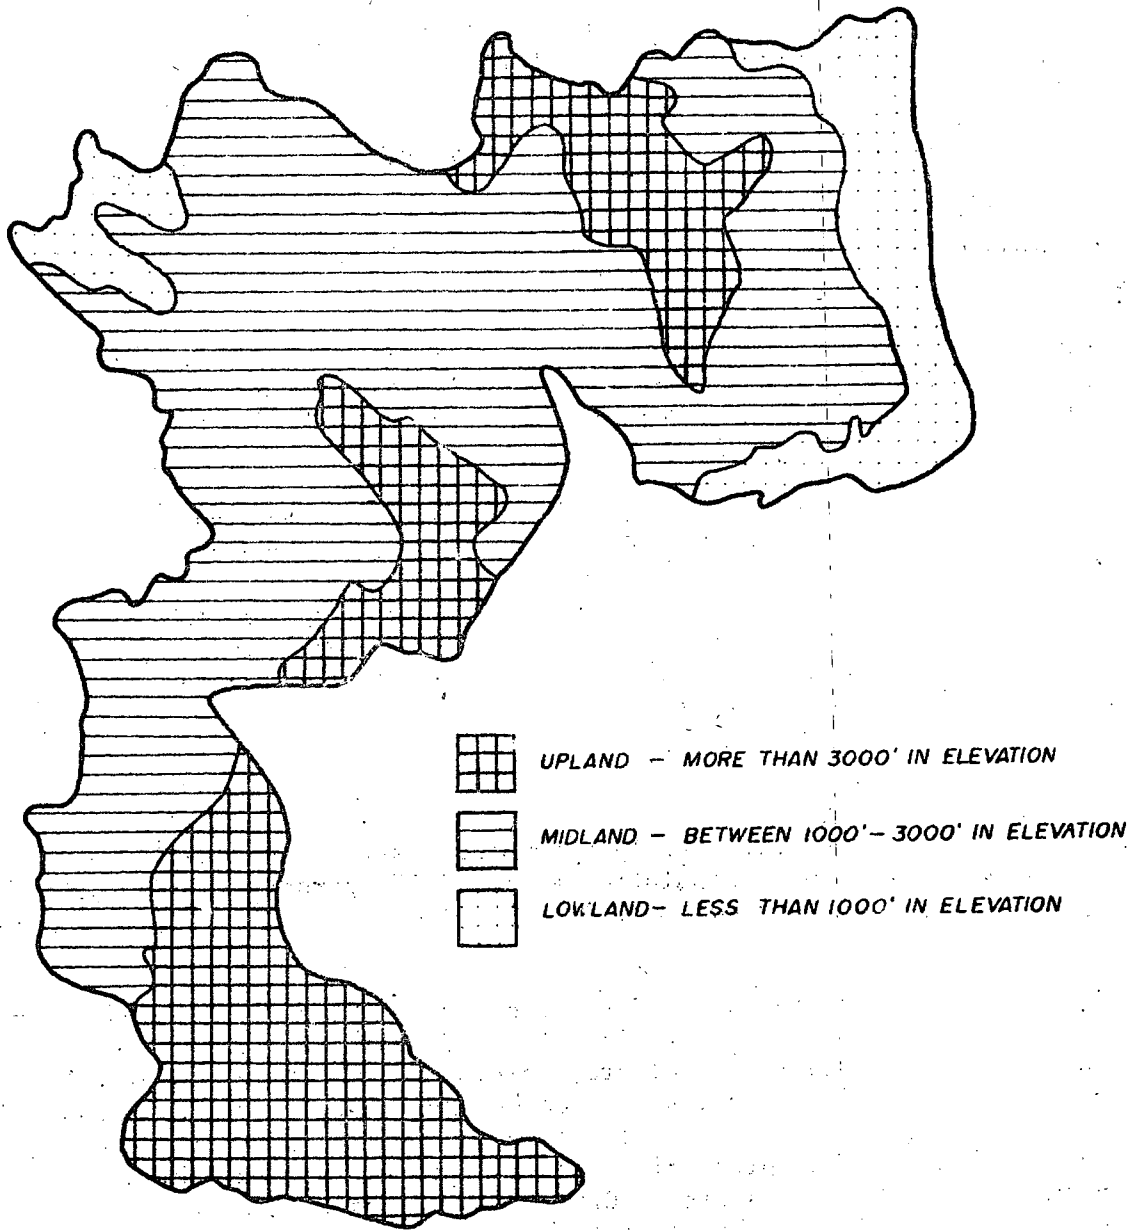 UPLAND – MORE THAN 3000' IN ELEVATION
MIDLAND – BETWEEN 1000'– 3000' IN ELEVATION
LOWLAND– LESS THAN 1000' IN ELEVATION